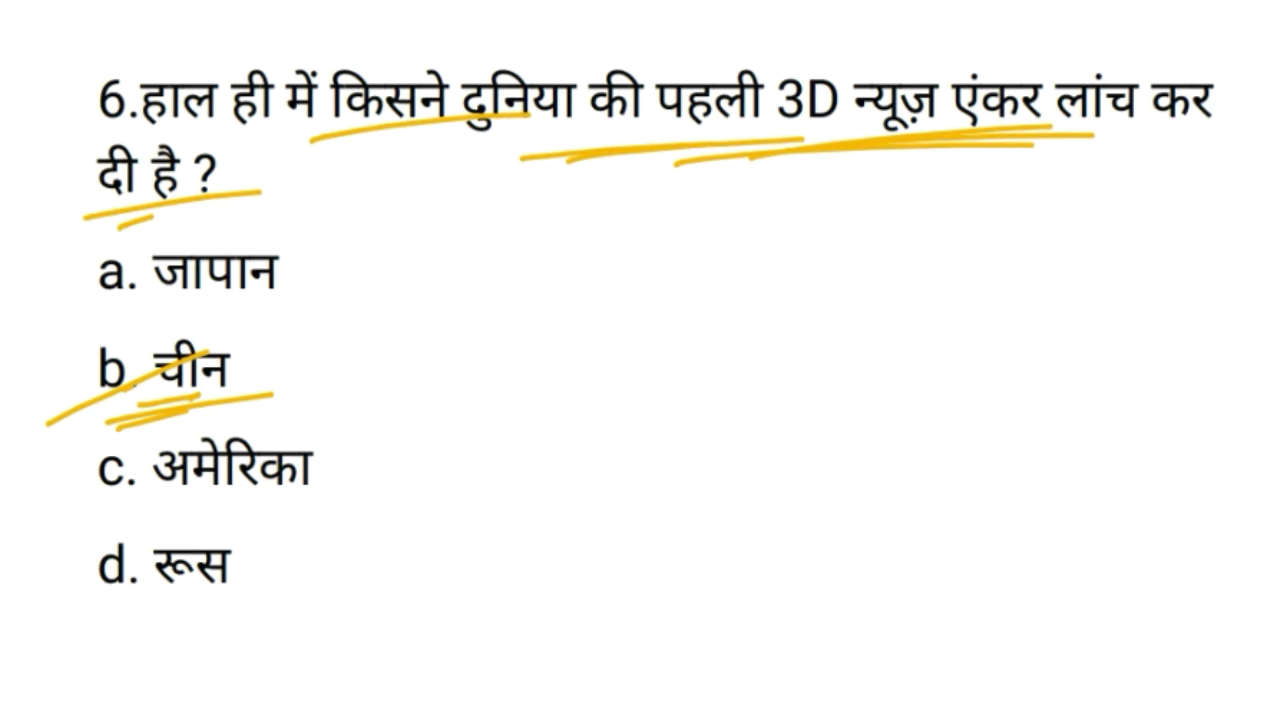 6.हाल ही में किसने दुनिया की पहली 3D न्यूज़ एंकर लांच कर
दी है ?
a. जापान
b. चीन
c. अमेरिका
d. रूस